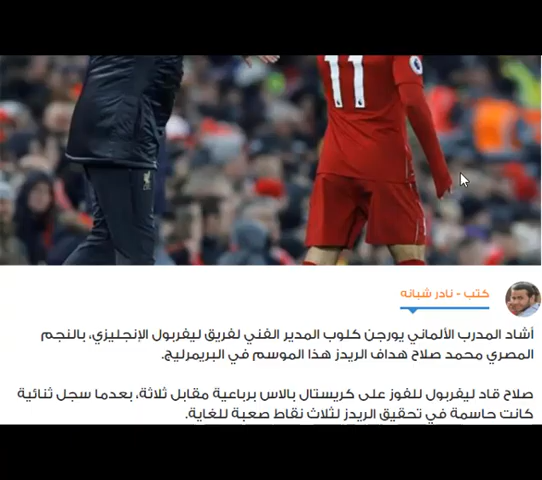 11
كتب - نادر شبانه
أشاد المدرب الألماني يورجن كلوب المدير الفني لفريق ليفربول الإنجليزي، بالنجم
المصري محمد صلاح هداف الريدز هذا الموسم في البريمرليج.
صلاح قاد ليفربول للفوز على كريستال بالاس برباعية مقابل ثلاثة، بعدما سجل ثنائية
كانت حاسمة في تحقيق الريدز لثلاث نقاط صعبة للغاية.